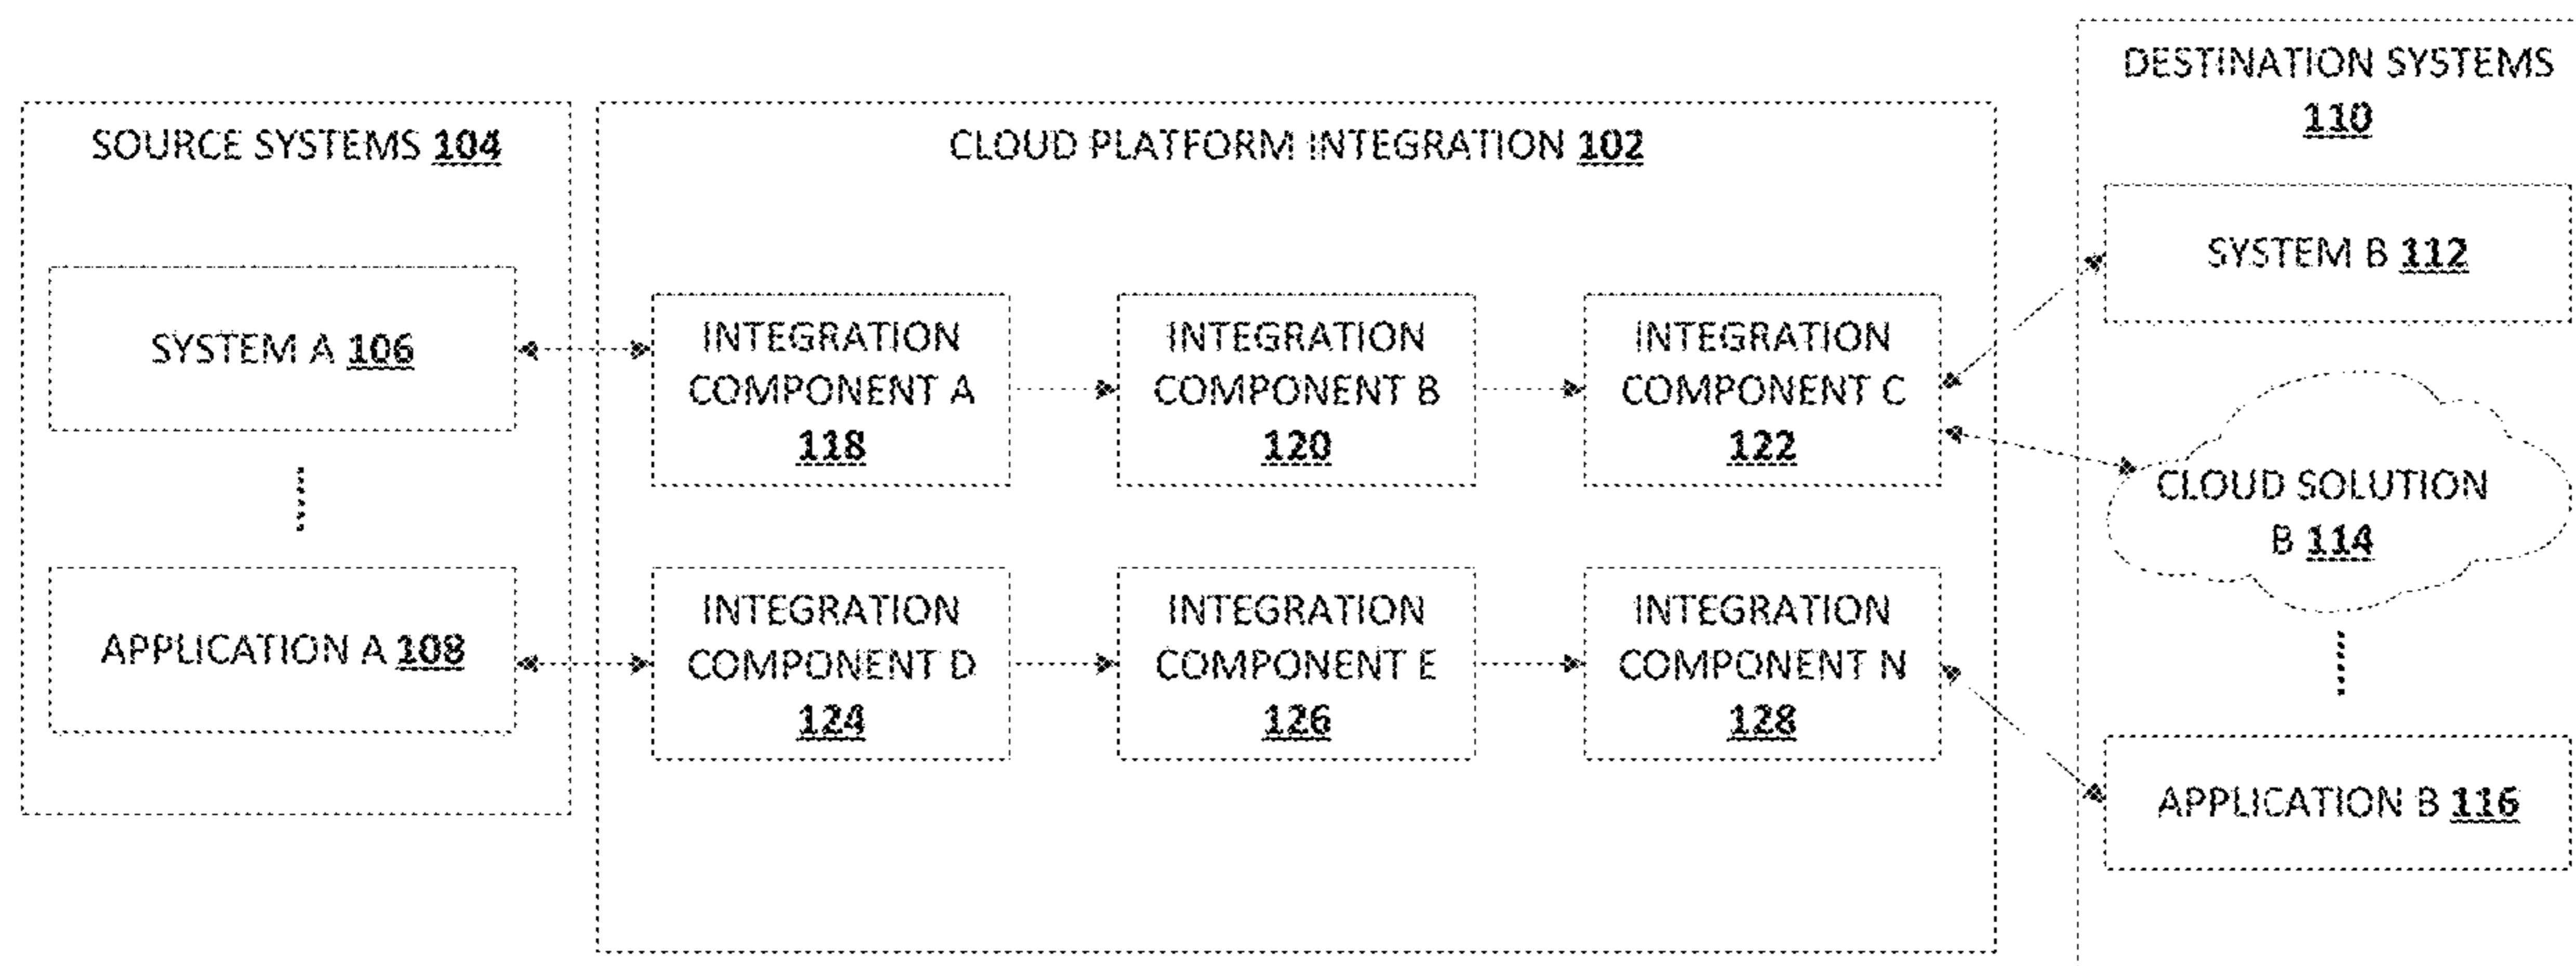 SOURCE SYSTEMS 104
SYSTEM A 106
APPLICATION A 108
CLOUD PLATFORM INTEGRATION 102
INTEGRATION
COMPONENT A
118
INTEGRATION
COMPONENT B
120
INTEGRATION
COMPONENT C
122
INTEGRATION
COMPONENT D
124
INTEGRATION
COMPONENT E
126
INTEGRATION
COMPONENT N
128
DESTINATION SYSTEMS
110
SYSTEM B 112
CLOUD SOLUTION
B 114
APPLICATION B 116